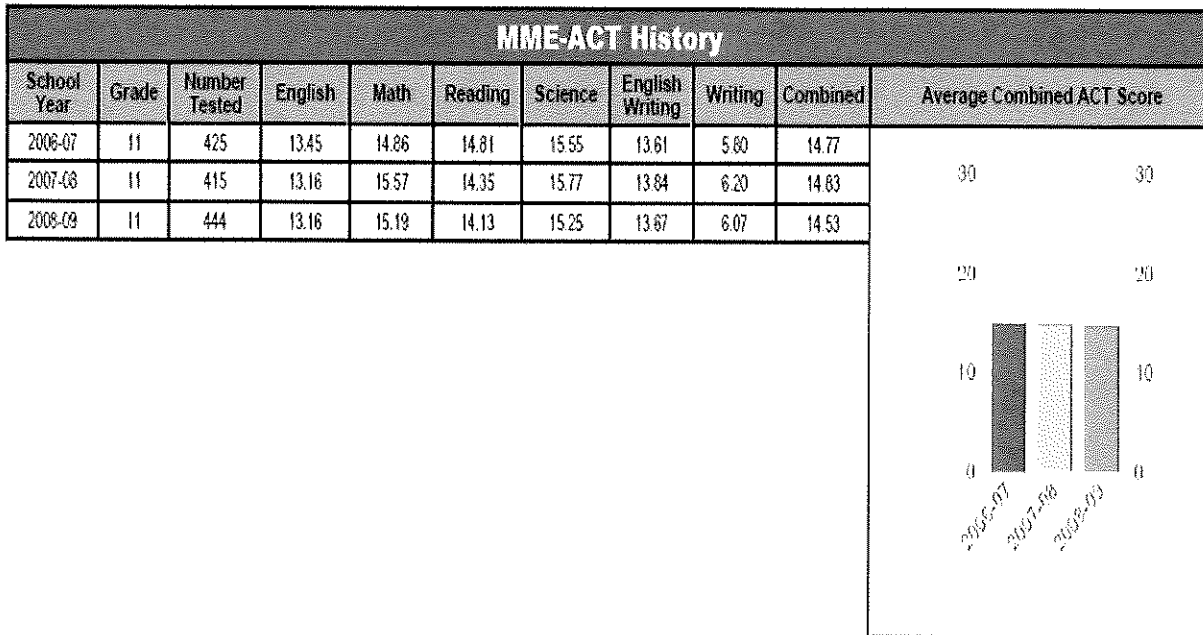 MME-ACT History
School Year Grade Number Tested English Math Reading Science English Writing Writing Combined Average Combined ACT Score
2006-07 11 425 13.45 14.86 14.81 15.55 13.61 5.80 14.77
2007-08 11 415 13.16 15.57 14.35 15.77 13.84 6.20 14.83
2008-09 11 444 13.16 15.19 14.13 15.25 13.67 6.07 14.53
30 30
20 20
10 10
0 0
2006-07 2007-08 2008-09